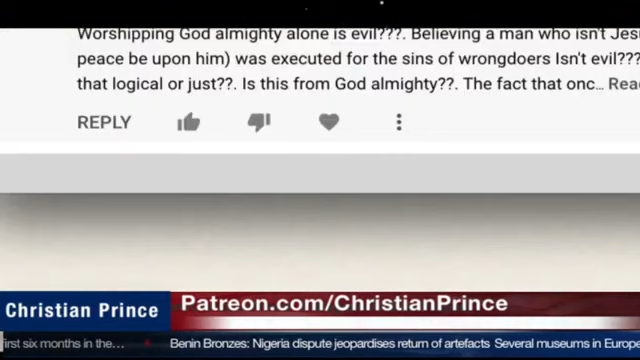 Worshipping God almighty alone is evil???. Believing a man who isn't Jesu
peace be upon him) was executed for the sins of wrongdoers Isn't evil???
that logical or just??. Is this from God almighty??. The fact that onc... Read
REPLY
Christian Prince
Patreon.com/ChristianPrince
first six months in the...
Benin Bronzes: Nigeria dispute jeopardises return of artefacts Several museums in Europe